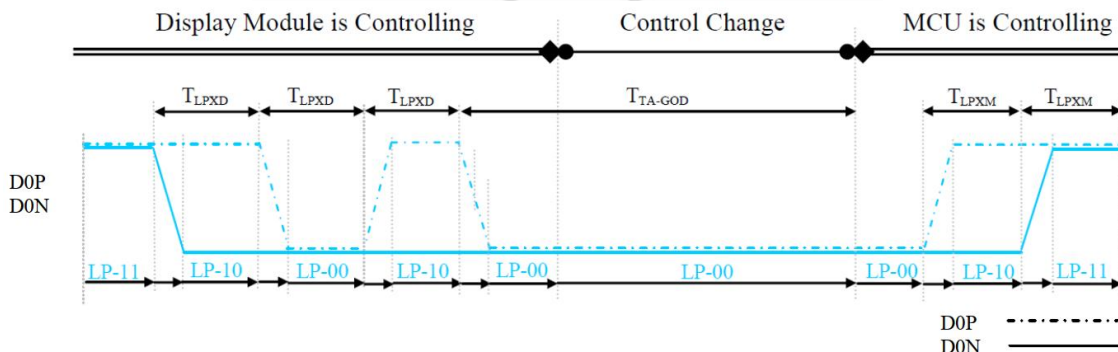 Display Module is Controlling Control Change MCU is Controlling
TLPXD TLPXD TLPXD TTA-GOD TLPXM TLPXM
D0P
D0N
LP-11 LP-10 LP-00 LP-10 LP-00 LP-00 LP-00 LP-10 LP-11
D0P
D0N